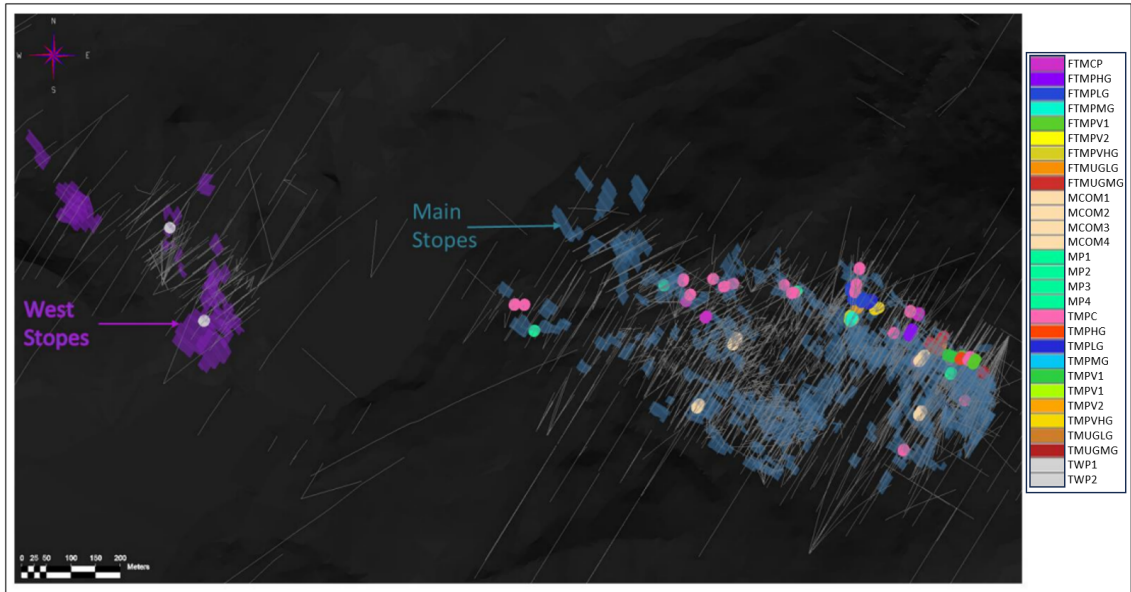 N
W E
S
Main
Stopes
West
Stopes
0 25 50 100 150 200
Meters
FTMCP
FTMPHG
FTMPLG
FTMPMG
FTMPV1
FTMPV2
FTMPVHG
FTMUGLG
FTMUGMG
MCOM1
MCOM2
MCOM3
MCOM4
MP1
MP2
MP3
MP4
TMPC
TMPHG
TMPLG
TMPMG
TMPV1
TMPV1
TMPV2
TMPVHG
TMUGLG
TMUGMG
TWP1
TWP2